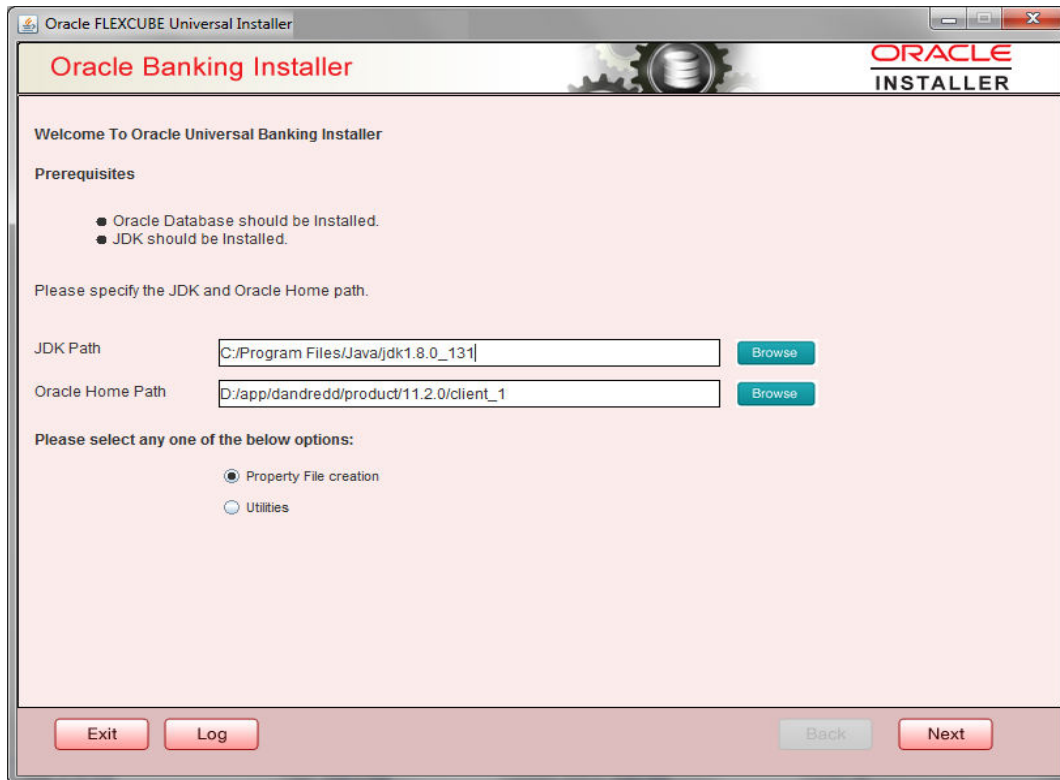 Oracle FLEXCUBE Universal Installer
Oracle Banking Installer
ORACLE
INSTALLER
Welcome To Oracle Universal Banking Installer
Prerequisites
Oracle Database should be Installed.
JDK should be Installed.
Please specify the JDK and Oracle Home path.
JDK Path C:/Program Files/Java/jdk1.8.0_131 Browse
Oracle Home Path D:/app/dandredd/product/11.2.0/client_1 Browse
Please select any one of the below options:
Property File creation
Utilities
Exit Log Back Next